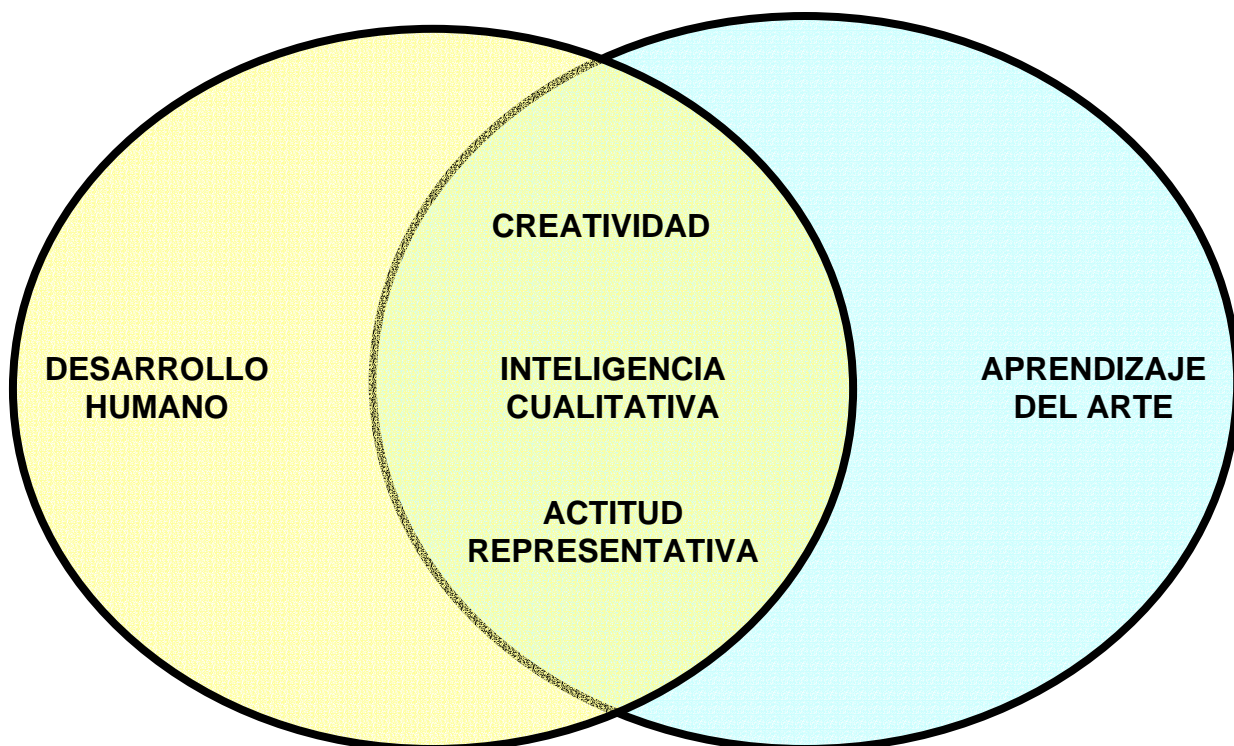 CREATIVIDAD
DESARROLLO
HUMANO
INTELIGENCIA
CUALITATIVA
APRENDIZAJE
DEL ARTE
ACTITUD
REPRESENTATIVA